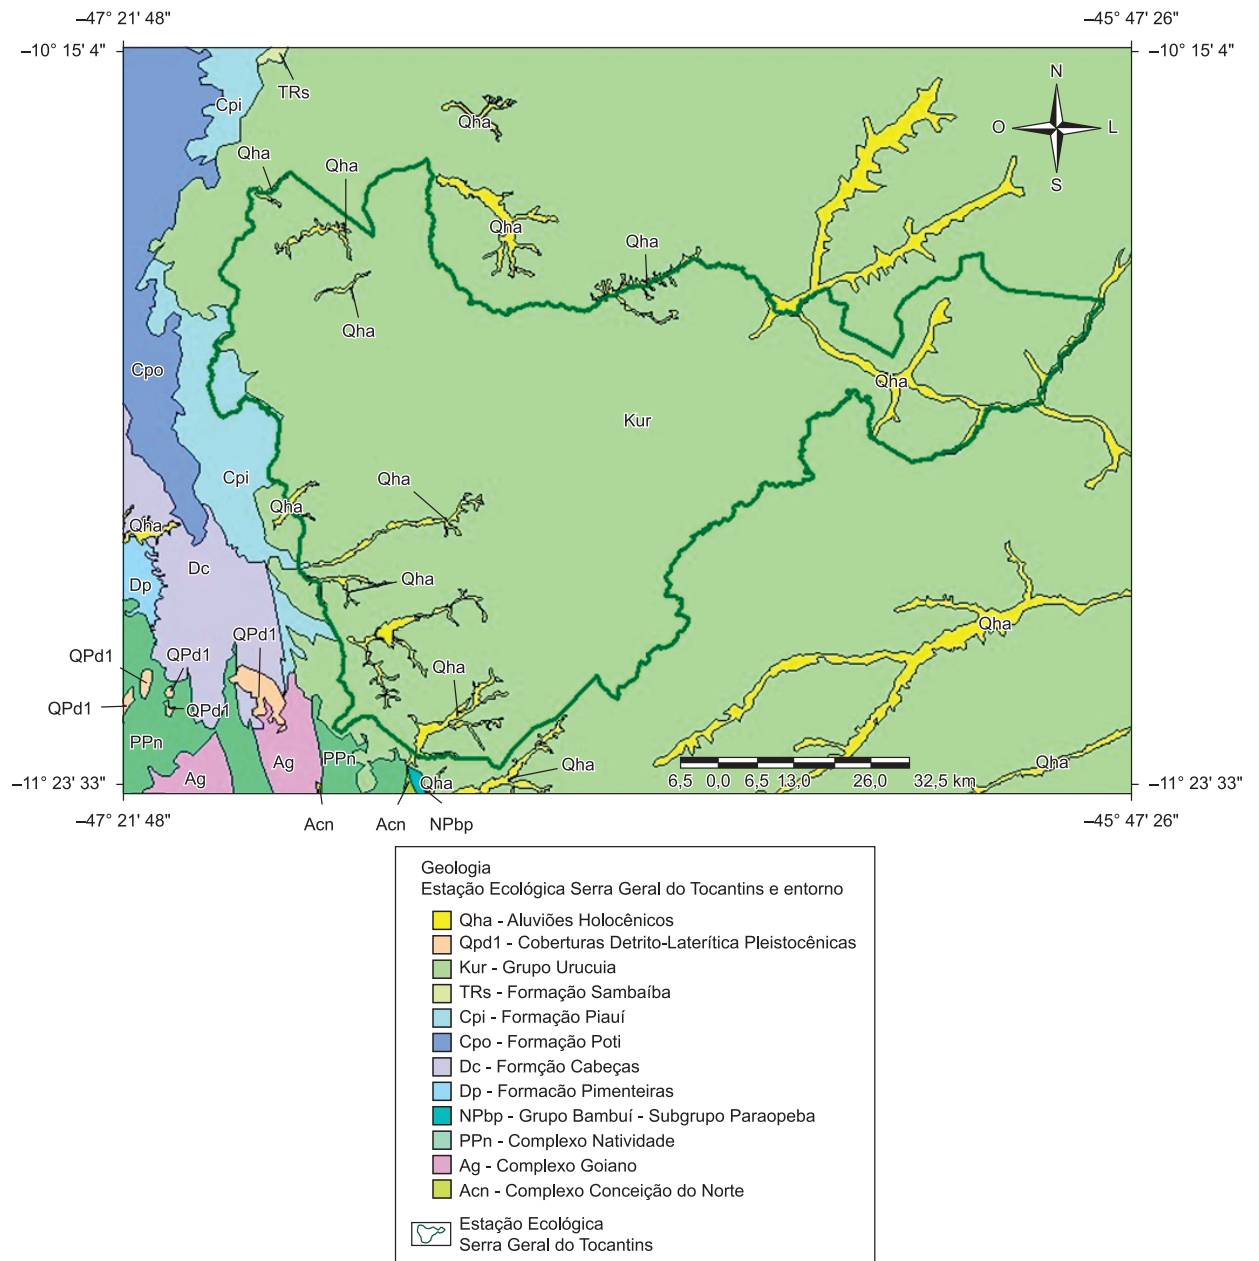 –47° 21' 48"
–45° 47' 26"
–10° 15' 4"
–10° 15' 4"
N
O
L
S
TRs
Cpi
Qha
Qha
Qha
Qha
Qha
Qha
Cpo
Qha
Kur
Cpi
Qha
Qha
Qha
Dc
Dp
Qha
QPd1
QPd1
QPd1
Qha
Qha
QPd1
QPd1
PPn
PPn
Ag
Ag
Qha
Qha
Qha
6,5
0,0
6,5
13,0
26,0
32,5 km
–11° 23' 33"
–11° 23' 33"
–47° 21' 48"
–45° 47' 26"
Acn
Acn
NPbp
Geologia
Estação Ecológica Serra Geral do Tocantins e entorno
Qha - Aluviões Holocênicos
Qpd1 - Coberturas Detrito-Laterítica Pleistocênicas
Kur - Grupo Urucuia
TRs - Formação Sambaíba
Cpi - Formação Piauí
Cpo - Formação Poti
Dc - Formção Cabeças
Dp - Formacão Pimenteiras
NPbp - Grupo Bambuí - Subgrupo Paraopeba
PPn - Complexo Natividade
Ag - Complexo Goiano
Acn - Complexo Conceição do Norte
Estação Ecológica
Serra Geral do Tocantins